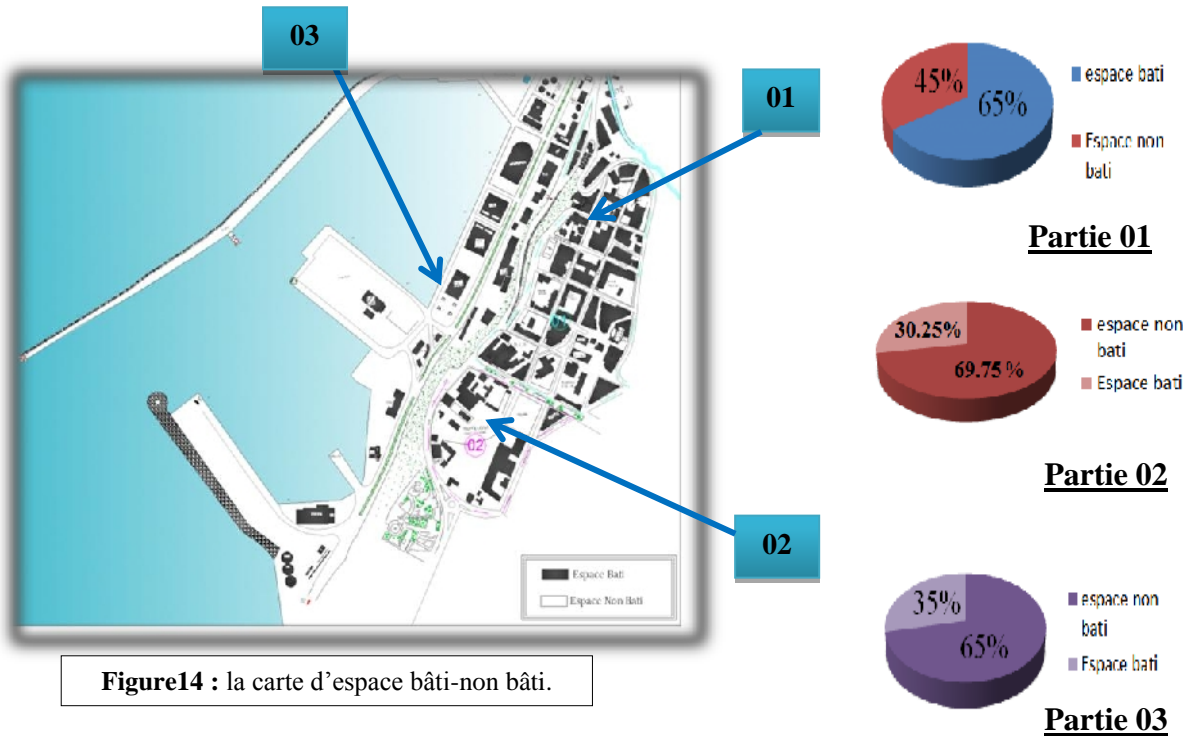 03
01
02
02
Espace Bati
Espace Non Bati
Figure14 : la carte d’espace bâti-non bâti.
45%
65%
espace bati
Espace non
bati
Partie 01
30.25%
69.75 %
espace non
bati
Espace bati
Partie 02
35%
65%
espace non
bati
Espace bati
Partie 03